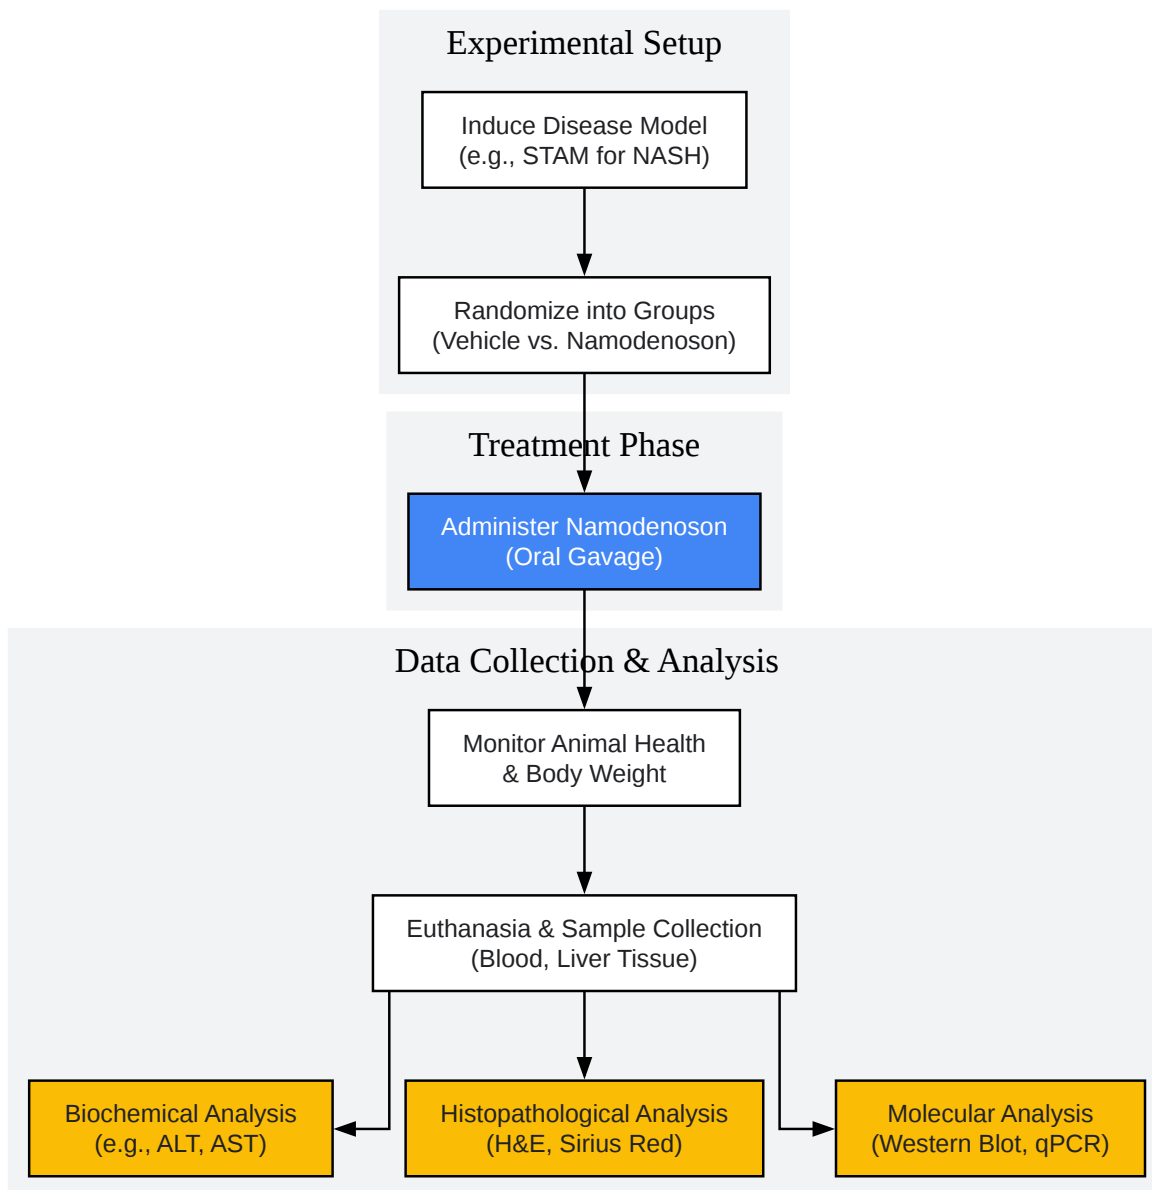 Experimental Setup
Induce Disease Model
(e.g., STAM for NASH)
Randomize into Groups
(Vehicle vs. Namodenoson)
Treatment Phase
Administer Namodenoson
(Oral Gavage)
Data Collection & Analysis
Monitor Animal Health
& Body Weight
Euthanasia & Sample Collection
(Blood, Liver Tissue)
Biochemical Analysis
(e.g., ALT, AST)
Histopathological Analysis
(H&E, Sirius Red)
Molecular Analysis
(Western Blot, qPCR)